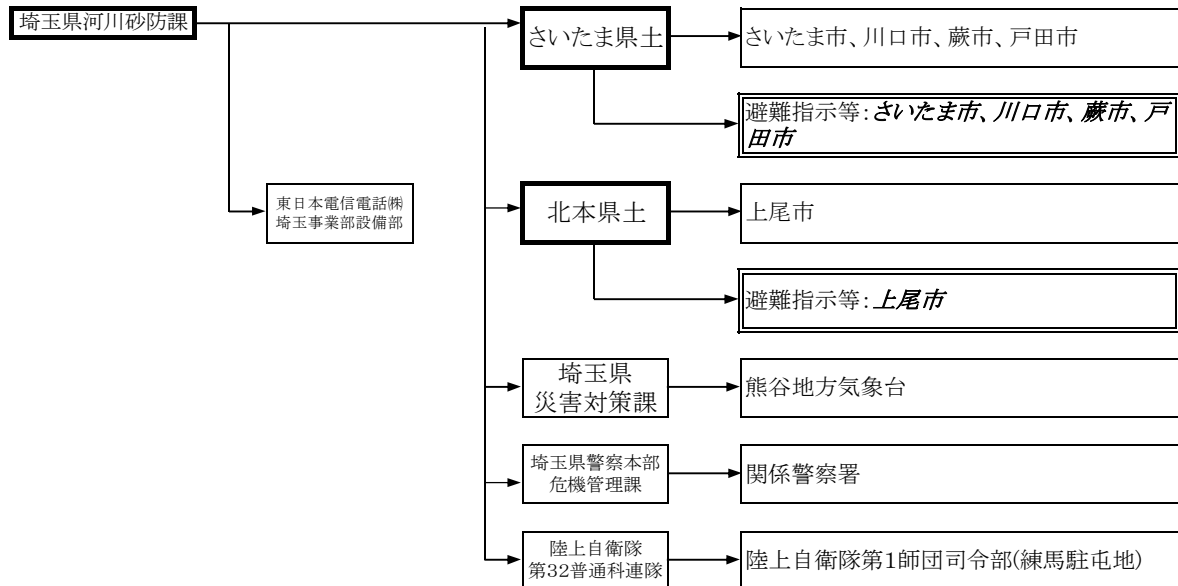 埼玉県河川砂防課
さいたま県土
さいたま市、川口市、蕨市、戸田市
避難指示等:さいたま市、川口市、蕨市、戸
田市
東日本電信電話㈱
埼玉事業部設備部
北本県土
上尾市
避難指示等:上尾市
埼玉県
災害対策課
熊谷地方気象台
埼玉県警察本部
危機管理課
関係警察署
陸上自衛隊
第32普通科連隊
陸上自衛隊第1師団司令部(練馬駐屯地)